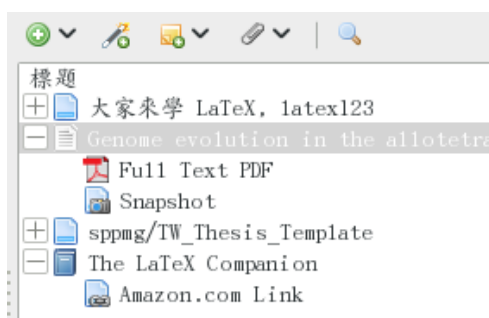 標題
大家來學 LaTeX, latex123
Genome evolution in the allotetra
Full Text PDF
Snapshot
sppmg/TW_Thesis_Template
The LaTeX Companion
Amazon.com Link